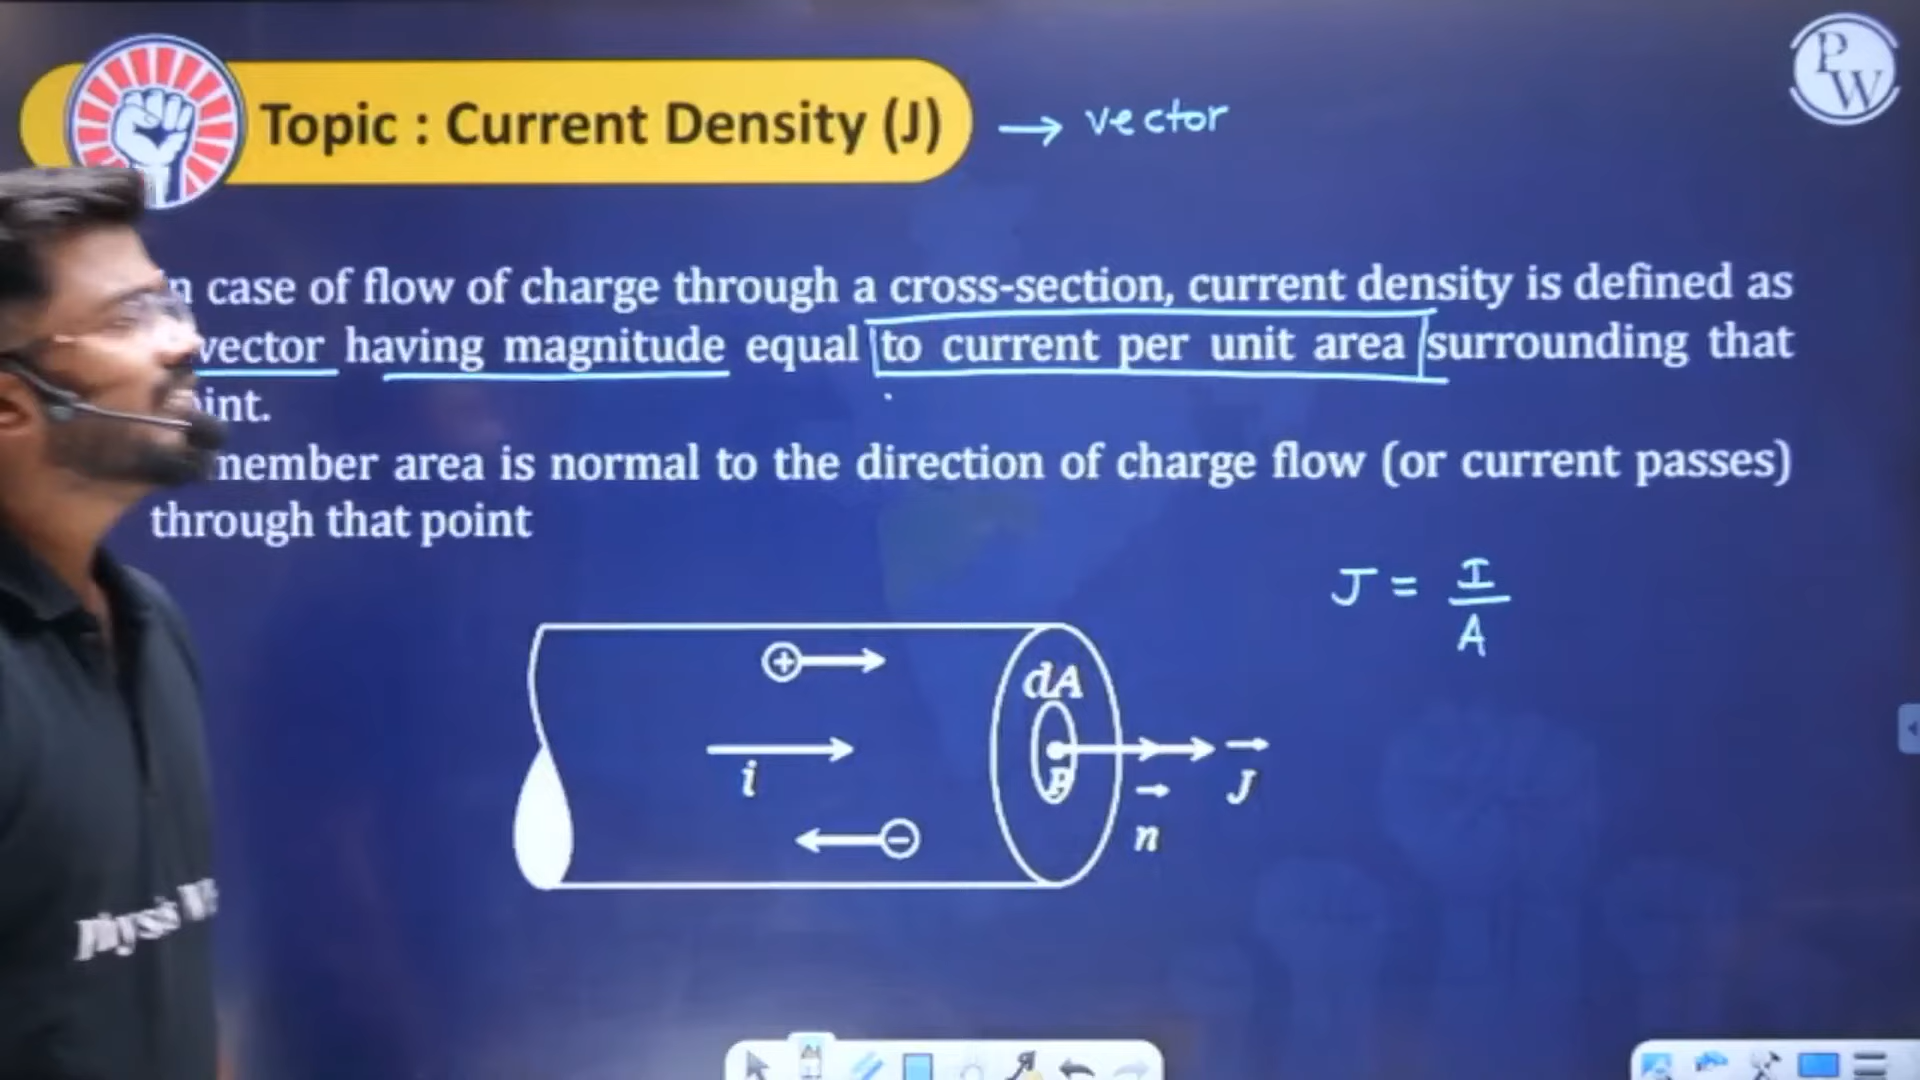 Topic : Current Density (J) → vector
P
W
n case of flow of charge through a cross-section, current density is defined as
vector having magnitude equal to current per unit area surrounding that
int.
member area is normal to the direction of charge flow (or current passes)
through that point
J = I
A
+
dA
i
P
J
n
−